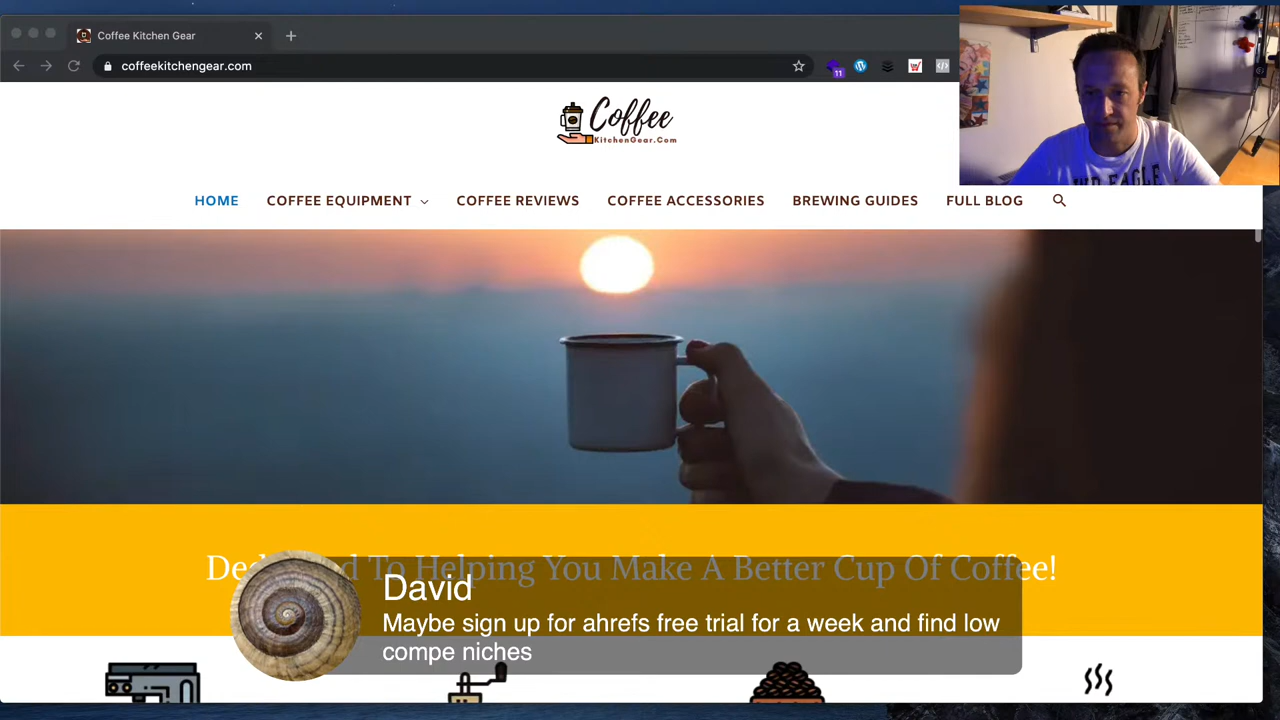 Coffee Kitchen Gear
coffeekitchengear.com
11
Coffee
KitchenGear.Com
HOME COFFEE EQUIPMENT COFFEE REVIEWS COFFEE ACCESSORIES BREWING GUIDES FULL BLOG
To Helping You Make A Better Cup Of Coffee!
David
Maybe sign up for ahrefs free trial for a week and find low
compe niches